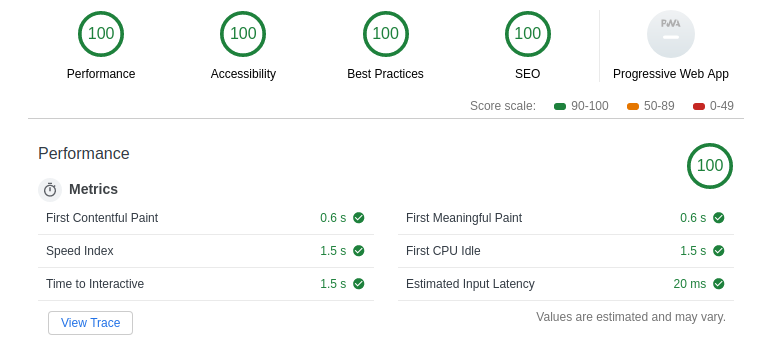 100 100 100 100 PWA
Performance Accessibility Best Practices SEO Progressive Web App
Score scale: 90-100 50-89 0-49
Performance 100
Metrics
First Contentful Paint 0.6 s First Meaningful Paint 0.6 s
Speed Index 1.5 s First CPU Idle 1.5 s
Time to Interactive 1.5 s Estimated Input Latency 20 ms
View Trace Values are estimated and may vary.